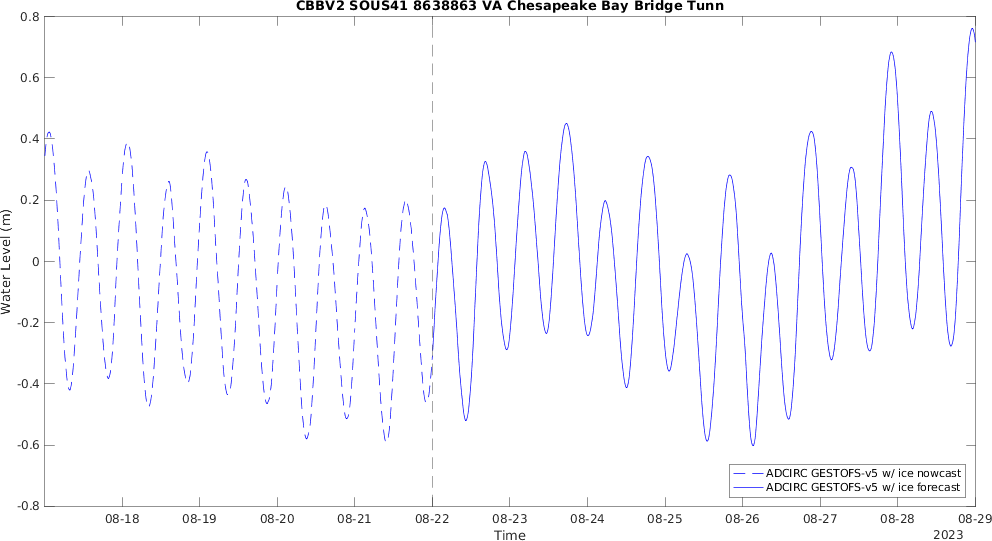 CBBV2 SOUS41 8638863 VA Chesapeake Bay Bridge Tunn
0.8
0.6
0.4
0.2
0
-0.2
-0.4
-0.6
-0.8
Water Level (m)
ADCIRC GESTOFS-v5 w/ ice nowcast
ADCIRC GESTOFS-v5 w/ ice forecast
08-18 08-19 08-20 08-21 08-22 08-23 08-24 08-25 08-26 08-27 08-28 08-29
Time
2023